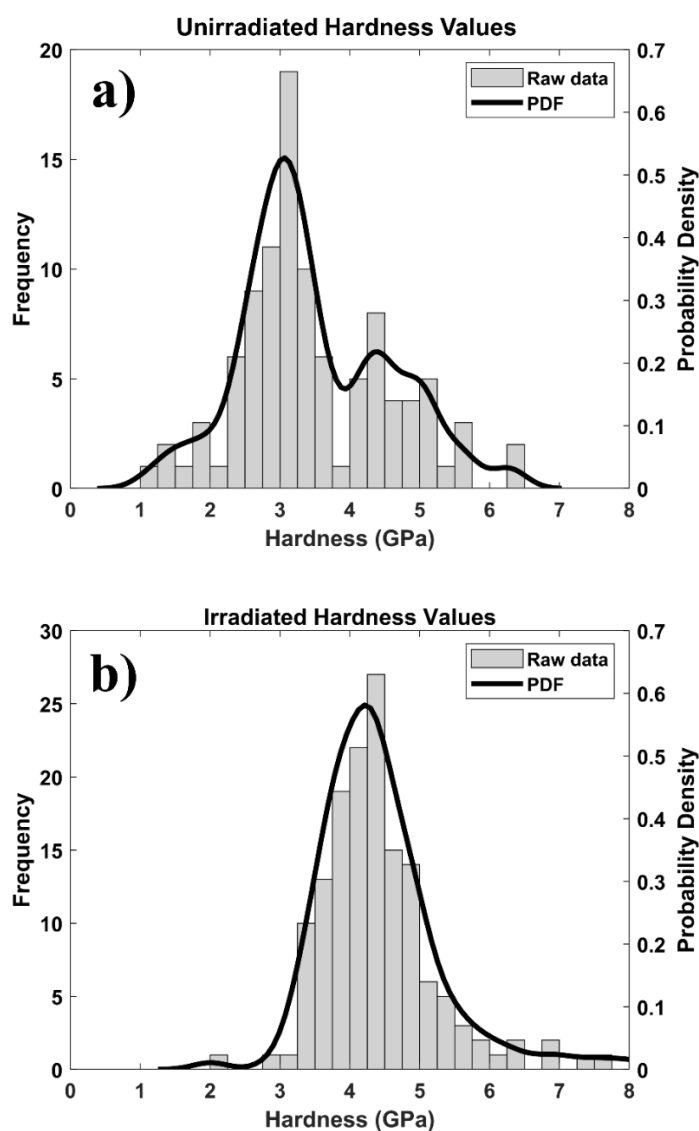 Unirradiated Hardness Values
a)
Raw data
PDF
20
15
10
5
0
Frequency
0.7
0.6
0.5
0.4
0.3
0.2
0.1
0
Probability Density
0 1 2 3 4 5 6 7 8
Hardness (GPa)
Irradiated Hardness Values
b)
Raw data
PDF
30
25
20
15
10
5
0
Frequency
0.7
0.6
0.5
0.4
0.3
0.2
0.1
0
Probability Density
0 1 2 3 4 5 6 7 8
Hardness (GPa)